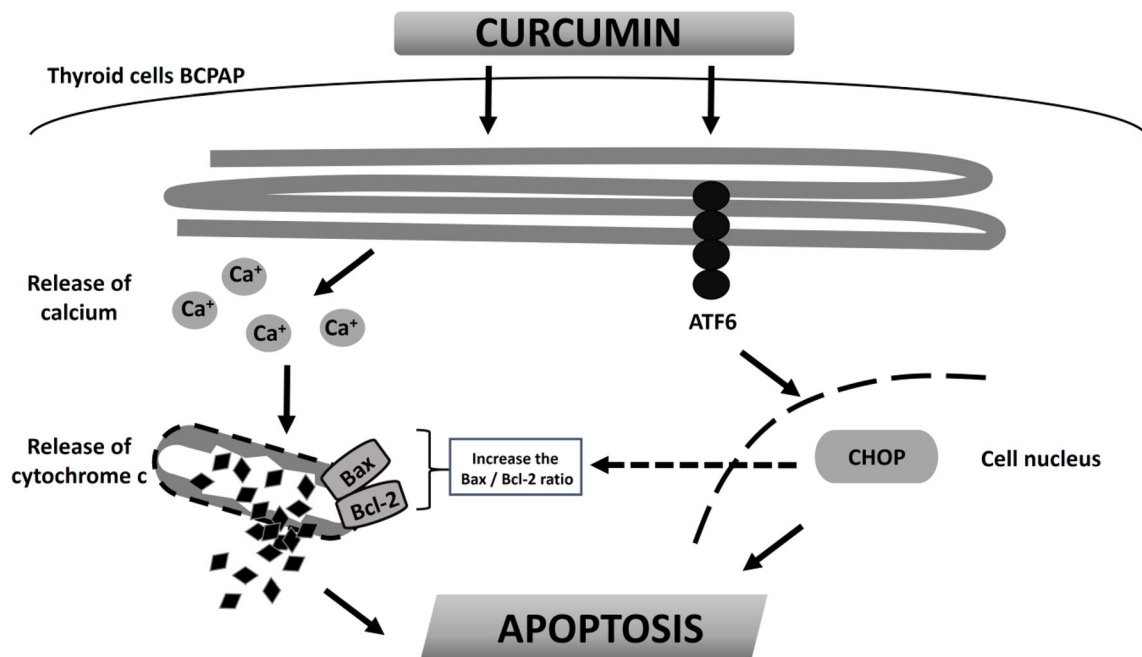 CURCUMIN
Thyroid cells BCPAP
Release of
calcium
Ca⁺
Ca⁺
Ca⁺
Ca⁺
ATF6
Release of
cytochrome c
Bax
Bcl-2
Increase the
Bax / Bcl-2 ratio
CHOP
Cell nucleus
APOPTOSIS